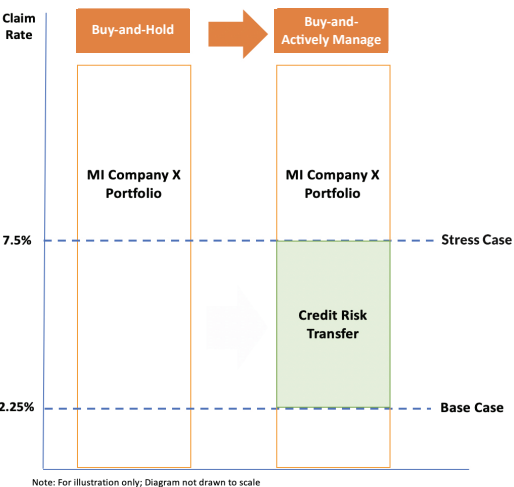 Claim
Rate
Buy-and-Hold
Buy-and-
Actively Manage
MI Company X
Portfolio
MI Company X
Portfolio
7.5%
Stress Case
Credit Risk
Transfer
2.25%
Base Case
Note: For illustration only; Diagram not drawn to scale